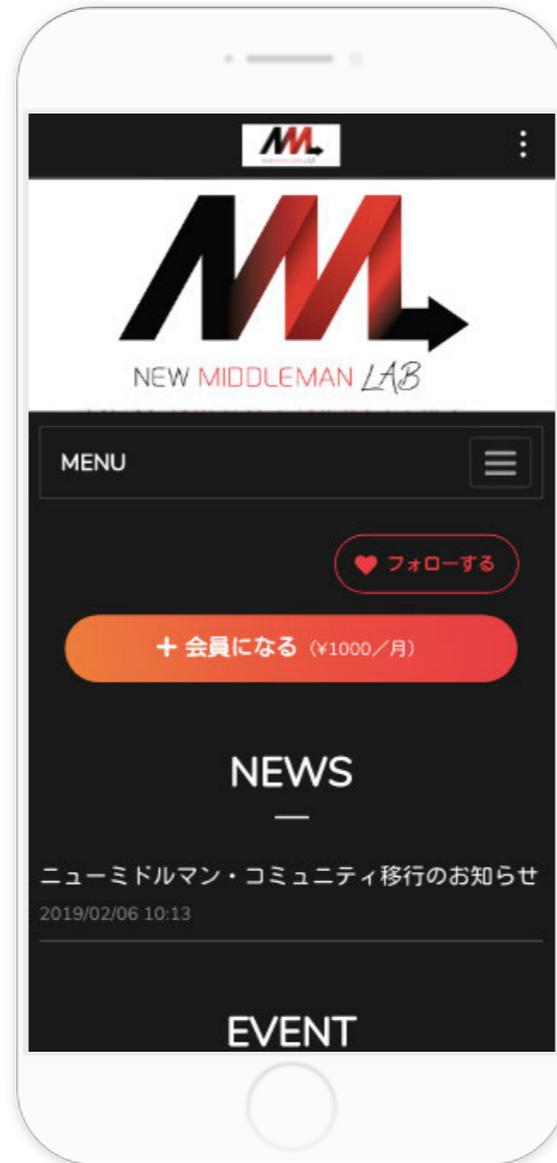 NEW MIDDLEMAN LAB
MENU
フォローする
+ 会員になる (¥1000/月)
NEWS
ニューミドルマン・コミュニティ移行のお知らせ
2019/02/06 10:13
EVENT